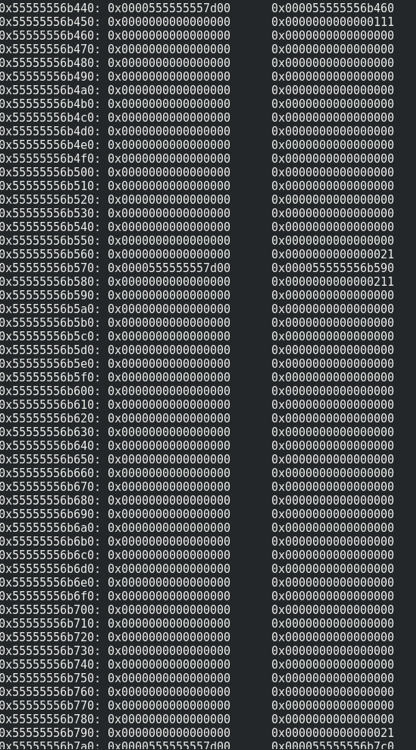 0x55555556b440: 0x0000555555557d00 0x000055555556b460
0x55555556b450: 0x0000000000000000 0x0000000000000111
0x55555556b460: 0x0000000000000000 0x0000000000000000
0x55555556b470: 0x0000000000000000 0x0000000000000000
0x55555556b480: 0x0000000000000000 0x0000000000000000
0x55555556b490: 0x0000000000000000 0x0000000000000000
0x55555556b4a0: 0x0000000000000000 0x0000000000000000
0x55555556b4b0: 0x0000000000000000 0x0000000000000000
0x55555556b4c0: 0x0000000000000000 0x0000000000000000
0x55555556b4d0: 0x0000000000000000 0x0000000000000000
0x55555556b4e0: 0x0000000000000000 0x0000000000000000
0x55555556b4f0: 0x0000000000000000 0x0000000000000000
0x55555556b500: 0x0000000000000000 0x0000000000000000
0x55555556b510: 0x0000000000000000 0x0000000000000000
0x55555556b520: 0x0000000000000000 0x0000000000000000
0x55555556b530: 0x0000000000000000 0x0000000000000000
0x55555556b540: 0x0000000000000000 0x0000000000000000
0x55555556b550: 0x0000000000000000 0x0000000000000000
0x55555556b560: 0x0000000000000000 0x0000000000000021
0x55555556b570: 0x0000555555557d00 0x000055555556b590
0x55555556b580: 0x0000000000000000 0x0000000000000211
0x55555556b590: 0x0000000000000000 0x0000000000000000
0x55555556b5a0: 0x0000000000000000 0x0000000000000000
0x55555556b5b0: 0x0000000000000000 0x0000000000000000
0x55555556b5c0: 0x0000000000000000 0x0000000000000000
0x55555556b5d0: 0x0000000000000000 0x0000000000000000
0x55555556b5e0: 0x0000000000000000 0x0000000000000000
0x55555556b5f0: 0x0000000000000000 0x0000000000000000
0x55555556b600: 0x0000000000000000 0x0000000000000000
0x55555556b610: 0x0000000000000000 0x0000000000000000
0x55555556b620: 0x0000000000000000 0x0000000000000000
0x55555556b630: 0x0000000000000000 0x0000000000000000
0x55555556b640: 0x0000000000000000 0x0000000000000000
0x55555556b650: 0x0000000000000000 0x0000000000000000
0x55555556b660: 0x0000000000000000 0x0000000000000000
0x55555556b670: 0x0000000000000000 0x0000000000000000
0x55555556b680: 0x0000000000000000 0x0000000000000000
0x55555556b690: 0x0000000000000000 0x0000000000000000
0x55555556b6a0: 0x0000000000000000 0x0000000000000000
0x55555556b6b0: 0x0000000000000000 0x0000000000000000
0x55555556b6c0: 0x0000000000000000 0x0000000000000000
0x55555556b6d0: 0x0000000000000000 0x0000000000000000
0x55555556b6e0: 0x0000000000000000 0x0000000000000000
0x55555556b6f0: 0x0000000000000000 0x0000000000000000
0x55555556b700: 0x0000000000000000 0x0000000000000000
0x55555556b710: 0x0000000000000000 0x0000000000000000
0x55555556b720: 0x0000000000000000 0x0000000000000000
0x55555556b730: 0x0000000000000000 0x0000000000000000
0x55555556b740: 0x0000000000000000 0x0000000000000000
0x55555556b750: 0x0000000000000000 0x0000000000000000
0x55555556b760: 0x0000000000000000 0x0000000000000000
0x55555556b770: 0x0000000000000000 0x0000000000000000
0x55555556b780: 0x0000000000000000 0x0000000000000000
0x55555556b790: 0x0000000000000000 0x0000000000000021
0x55555556b7a0: 0x0000555555557d00 0x000055555556b7c0